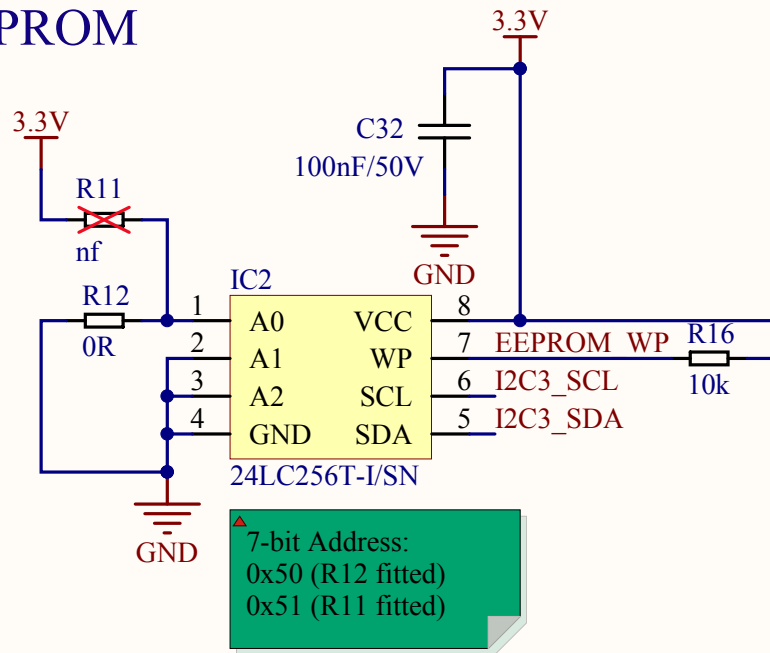 PROM
3.3V
3.3V
C32
100nF/50V
R11
nf
GND
IC2
R12
0R
1 A0 VCC 8
2 A1 WP 7 EEPROM_WP R16
3 A2 SCL 6 I2C3_SCL 10k
4 GND SDA 5 I2C3_SDA
24LC256T-I/SN
GND
7-bit Address:
0x50 (R12 fitted)
0x51 (R11 fitted)